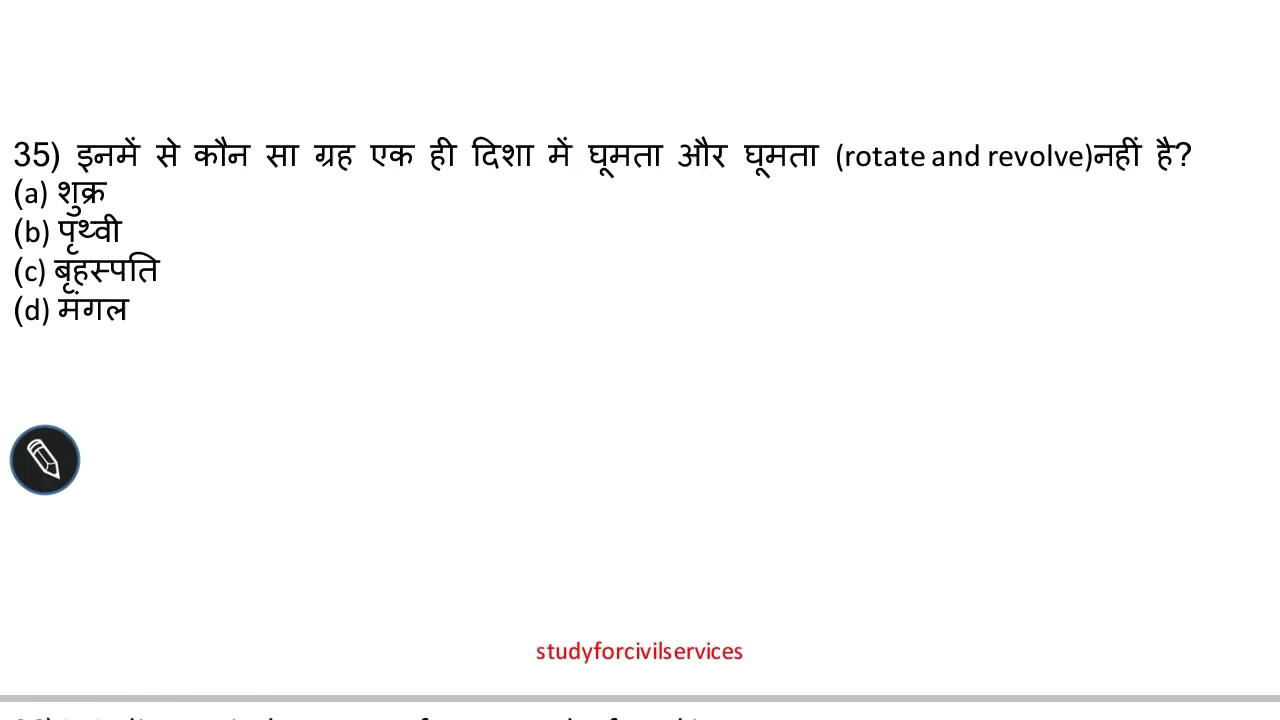 35) इनमें से कौन सा ग्रह एक ही दिशा में घूमता और घूमता (rotate and revolve)नहीं है?
(a) शुक्र
(b) पृथ्वी
(c) बृहस्पति
(d) मंगल
studyforcivilservices